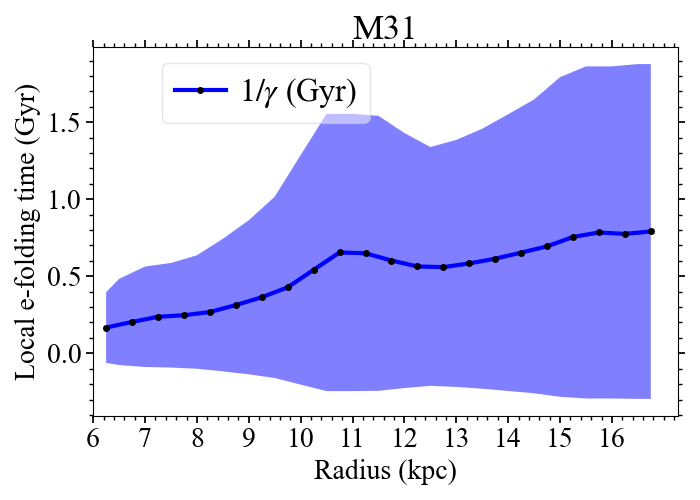 M31
1/γ (Gyr)
Local e-folding time (Gyr)
1.5
1.0
0.5
0.0
6 7 8 9 10 11 12 13 14 15 16
Radius (kpc)